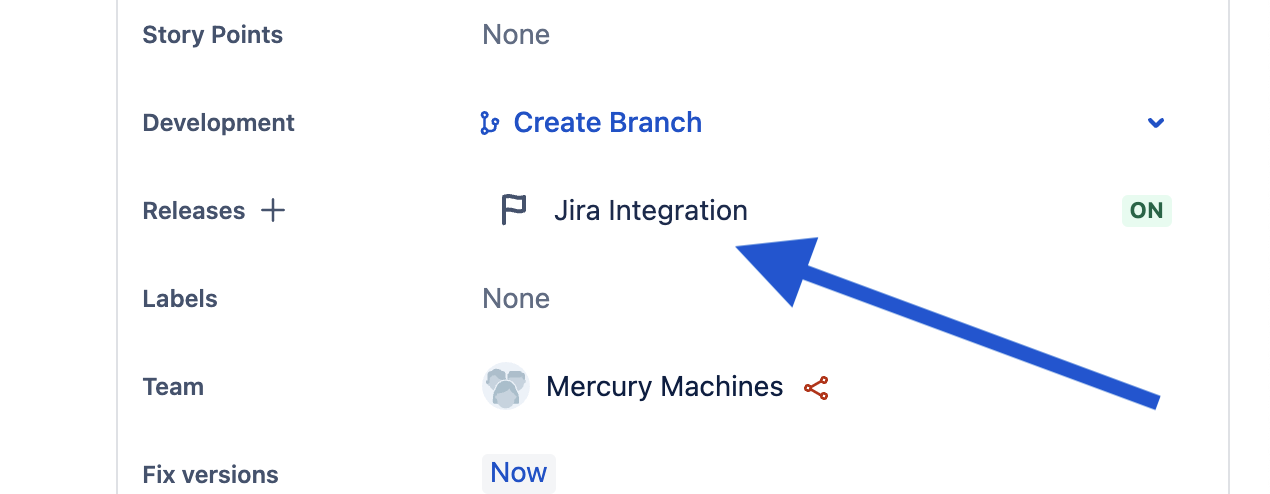 Story Points None
Development Create Branch
Releases Jira Integration ON
Labels None
Team Mercury Machines
Fix versions Now